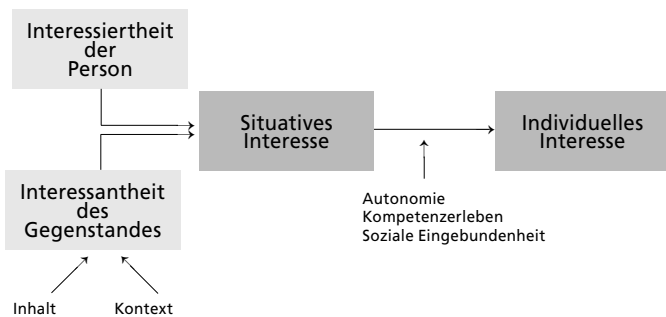 Interessiertheit
der
Person
Situatives
Interesse
Individuelles
Interesse
Interessantheit
des
Gegenstandes
Autonomie
Kompetenzerleben
Soziale Eingebundenheit
Inhalt
Kontext